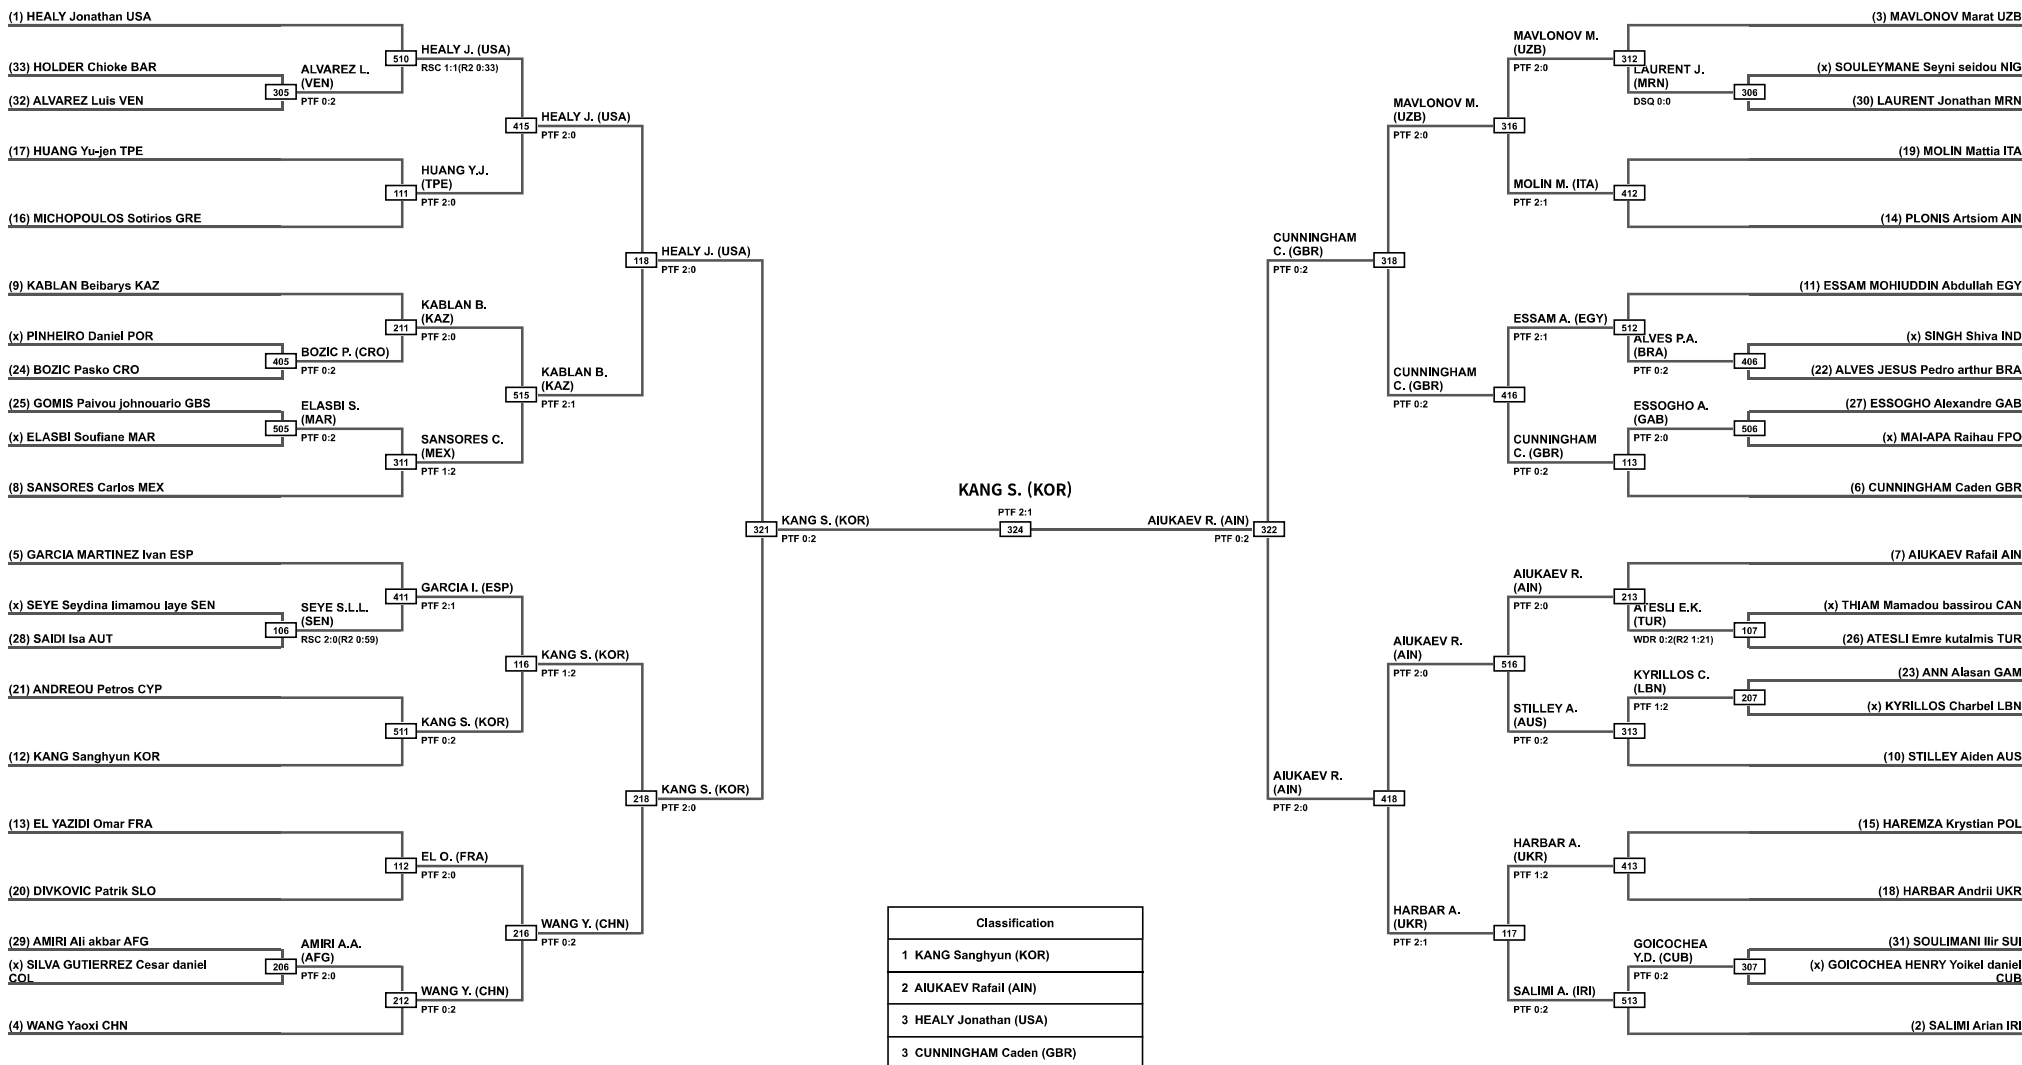 (1) HEALY Jonathan USA
(33) HOLDER Chioke BAR
(32) ALVAREZ Luis VEN
(17) HUANG Yu-jen TPE
(16) MICHOPOULOS Sotirios GRE
(9) KABLAN Beibarys KAZ
(x) PINHEIRO Daniel POR
(24) BOZIC Pasko CRO
(25) GOMIS Paivou johnouario GBS
(x) ELASBI Soufiane MAR
(8) SANSORES Carlos MEX
(5) GARCIA MARTINEZ Ivan ESP
(x) SEYE Seydina limamou laye SEN
(28) SAIDI Isa AUT
(21) ANDREOU Petros CYP
(12) KANG Sanghyun KOR
(13) EL YAZIDI Omar FRA
(20) DIVKOVIC Patrik SLO
(29) AMIRI Ali akbar AFG
(x) SILVA GUTIERREZ Cesar daniel
COL
(4) WANG Yaoxi CHN
305
ALVAREZ L.
(VEN)
PTF 0:2
405
BOZIC P. (CRO)
PTF 0:2
505
ELASBI S.
(MAR)
PTF 0:2
106
SEYE S.L.L.
(SEN)
RSC 2:0(R2 0:59)
206
AMIRI A.A.
(AFG)
PTF 2:0
510
HEALY J. (USA)
RSC 1:1(R2 0:33)
111
HUANG Y.J.
(TPE)
PTF 2:0
211
KABLAN B.
(KAZ)
PTF 2:0
311
SANSORES C.
(MEX)
PTF 1:2
411
GARCIA I. (ESP)
PTF 2:1
511
KANG S. (KOR)
PTF 0:2
112
EL O. (FRA)
PTF 2:0
212
WANG Y. (CHN)
PTF 0:2
415
HEALY J. (USA)
PTF 2:0
515
KABLAN B.
(KAZ)
PTF 2:1
116
KANG S. (KOR)
PTF 1:2
216
WANG Y. (CHN)
PTF 0:2
118
HEALY J. (USA)
PTF 2:0
218
KANG S. (KOR)
PTF 2:0
321
KANG S. (KOR)
PTF 0:2
KANG S. (KOR)
PTF 2:1
324
AIUKAEV R. (AIN)
PTF 0:2
322
CUNNINGHAM
C. (GBR)
PTF 0:2
318
AIUKAEV R.
(AIN)
PTF 2:0
418
MAVLONOV M.
(UZB)
PTF 2:0
316
CUNNINGHAM
C. (GBR)
PTF 0:2
416
AIUKAEV R.
(AIN)
PTF 2:0
516
HARBAR A.
(UKR)
PTF 2:1
117
MAVLONOV M.
(UZB)
PTF 2:0
312
MOLIN M. (ITA)
PTF 2:1
412
ESSAM A. (EGY)
PTF 2:1
512
CUNNINGHAM
C. (GBR)
PTF 0:2
113
AIUKAEV R.
(AIN)
PTF 2:0
213
STILLEY A.
(AUS)
PTF 0:2
313
HARBAR A.
(UKR)
PTF 1:2
413
SALIMI A. (IRI)
PTF 0:2
513
LAURENT J.
(MRN)
DSQ 0:0
306
ALVES P.A.
(BRA)
PTF 0:2
406
ESSOGHO A.
(GAB)
PTF 2:0
506
ATESLI E.K.
(TUR)
WDR 0:2(R2 1:21)
107
KYRILLOS C.
(LBN)
PTF 1:2
207
GOICOCHEA
Y.D. (CUB)
PTF 0:2
307
(3) MAVLONOV Marat UZB
(x) SOULEYMANE Seyni seidou NIG
(30) LAURENT Jonathan MRN
(19) MOLIN Mattia ITA
(14) PLONIS Artsiom AIN
(11) ESSAM MOHIUDDIN Abdullah EGY
(x) SINGH Shiva IND
(22) ALVES JESUS Pedro arthur BRA
(27) ESSOGHO Alexandre GAB
(x) MAI-APA Raihau FPO
(6) CUNNINGHAM Caden GBR
(7) AIUKAEV Rafail AIN
(x) THIAM Mamadou bassirou CAN
(26) ATESLI Emre kutalmis TUR
(23) ANN Alasan GAM
(x) KYRILLOS Charbel LBN
(10) STILLEY Aiden AUS
(15) HAREMZA Krystian POL
(18) HARBAR Andrii UKR
(31) SOULIMANI Ilir SUI
(x) GOICOCHEA HENRY Yoikel daniel
CUB
(2) SALIMI Arian IRI
Classification
1 KANG Sanghyun (KOR)
2 AIUKAEV Rafail (AIN)
3 HEALY Jonathan (USA)
3 CUNNINGHAM Caden (GBR)